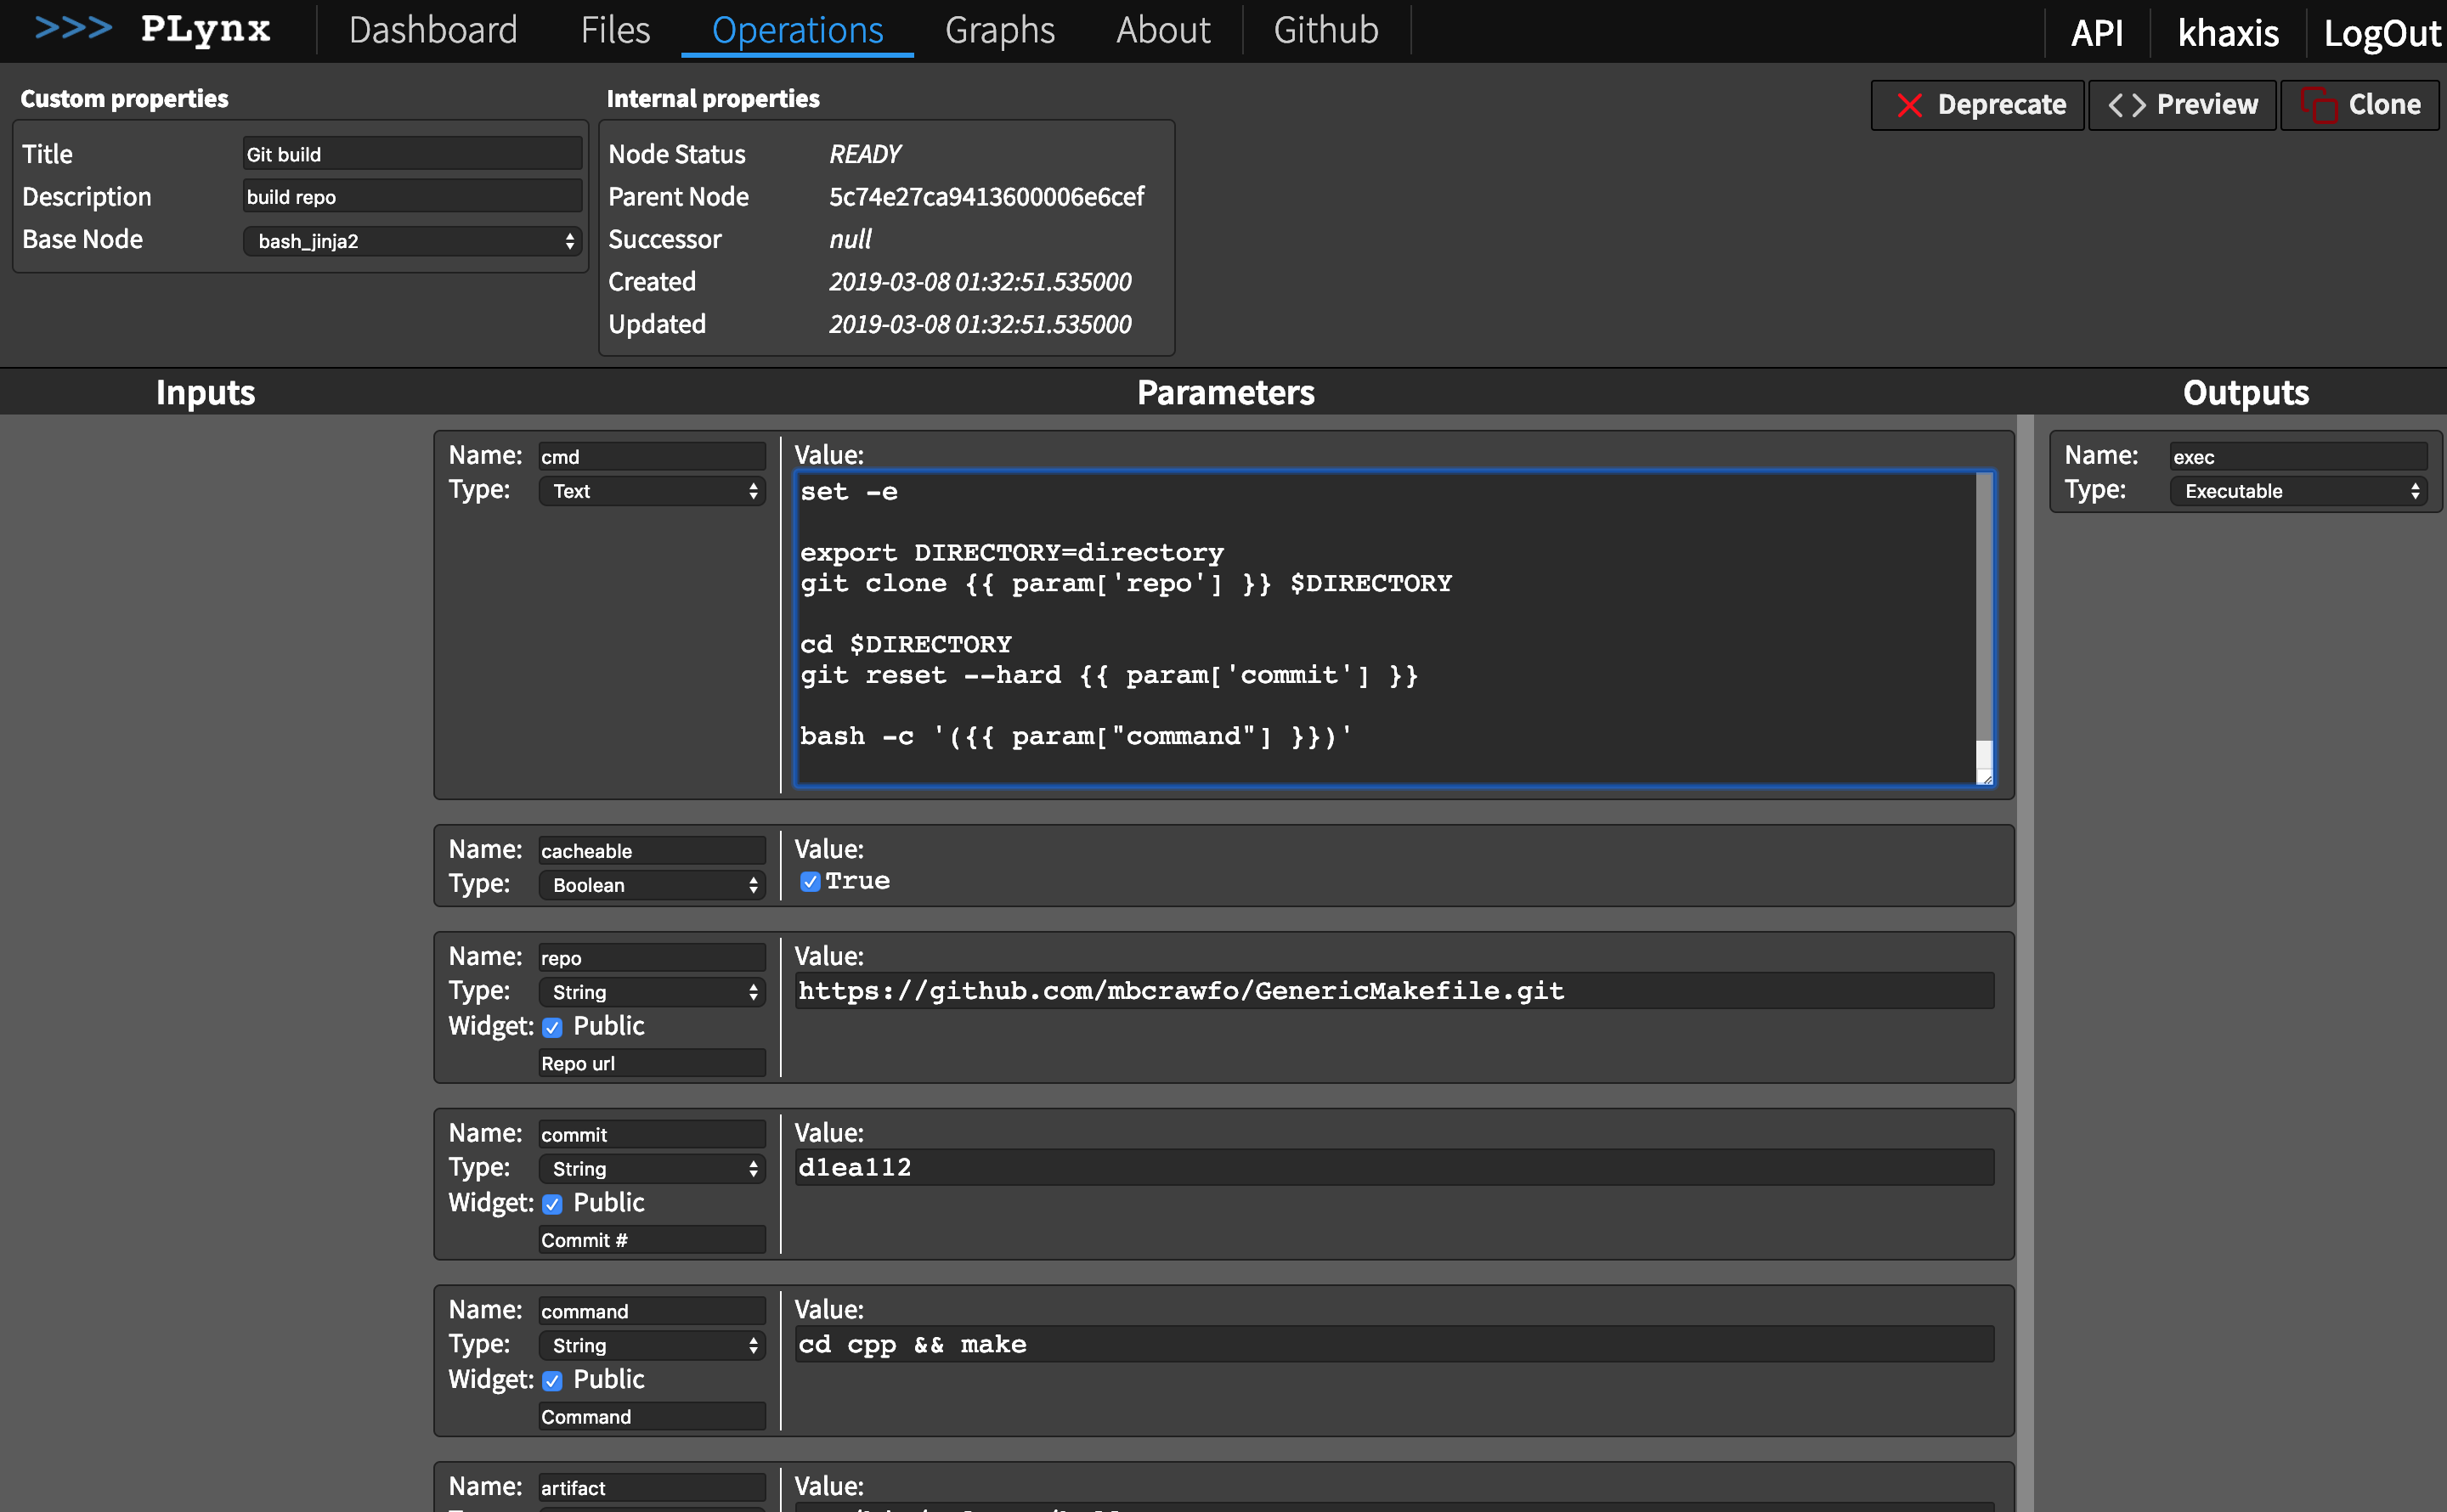 >>> PLynx Dashboard Files Operations Graphs About Github API khaxis LogOut
Custom properties
Title Git build
Description build repo
Base Node bash_jinja2
Internal properties
Node Status READY
Parent Node 5c74e27ca9413600006e6cef
Successor null
Created 2019-03-08 01:32:51.535000
Updated 2019-03-08 01:32:51.535000
Deprecate Preview Clone
Inputs Parameters Outputs
Name: cmd
Type: Text
Value:
set -e
export DIRECTORY=directory
git clone {{ param['repo'] }} $DIRECTORY
cd $DIRECTORY
git reset --hard {{ param['commit'] }}
bash -c '({{ param["command"] }})'
Name: exec
Type: Executable
Name: cacheable
Type: Boolean
Value:
True
Name: repo
Type: String
Widget: Public
Repo url
Value:
https://github.com/mbcrawfo/GenericMakefile.git
Name: commit
Type: String
Widget: Public
Commit #
Value:
d1ea112
Name: command
Type: String
Widget: Public
Command
Value:
cd cpp && make
Name: artifact
Value: